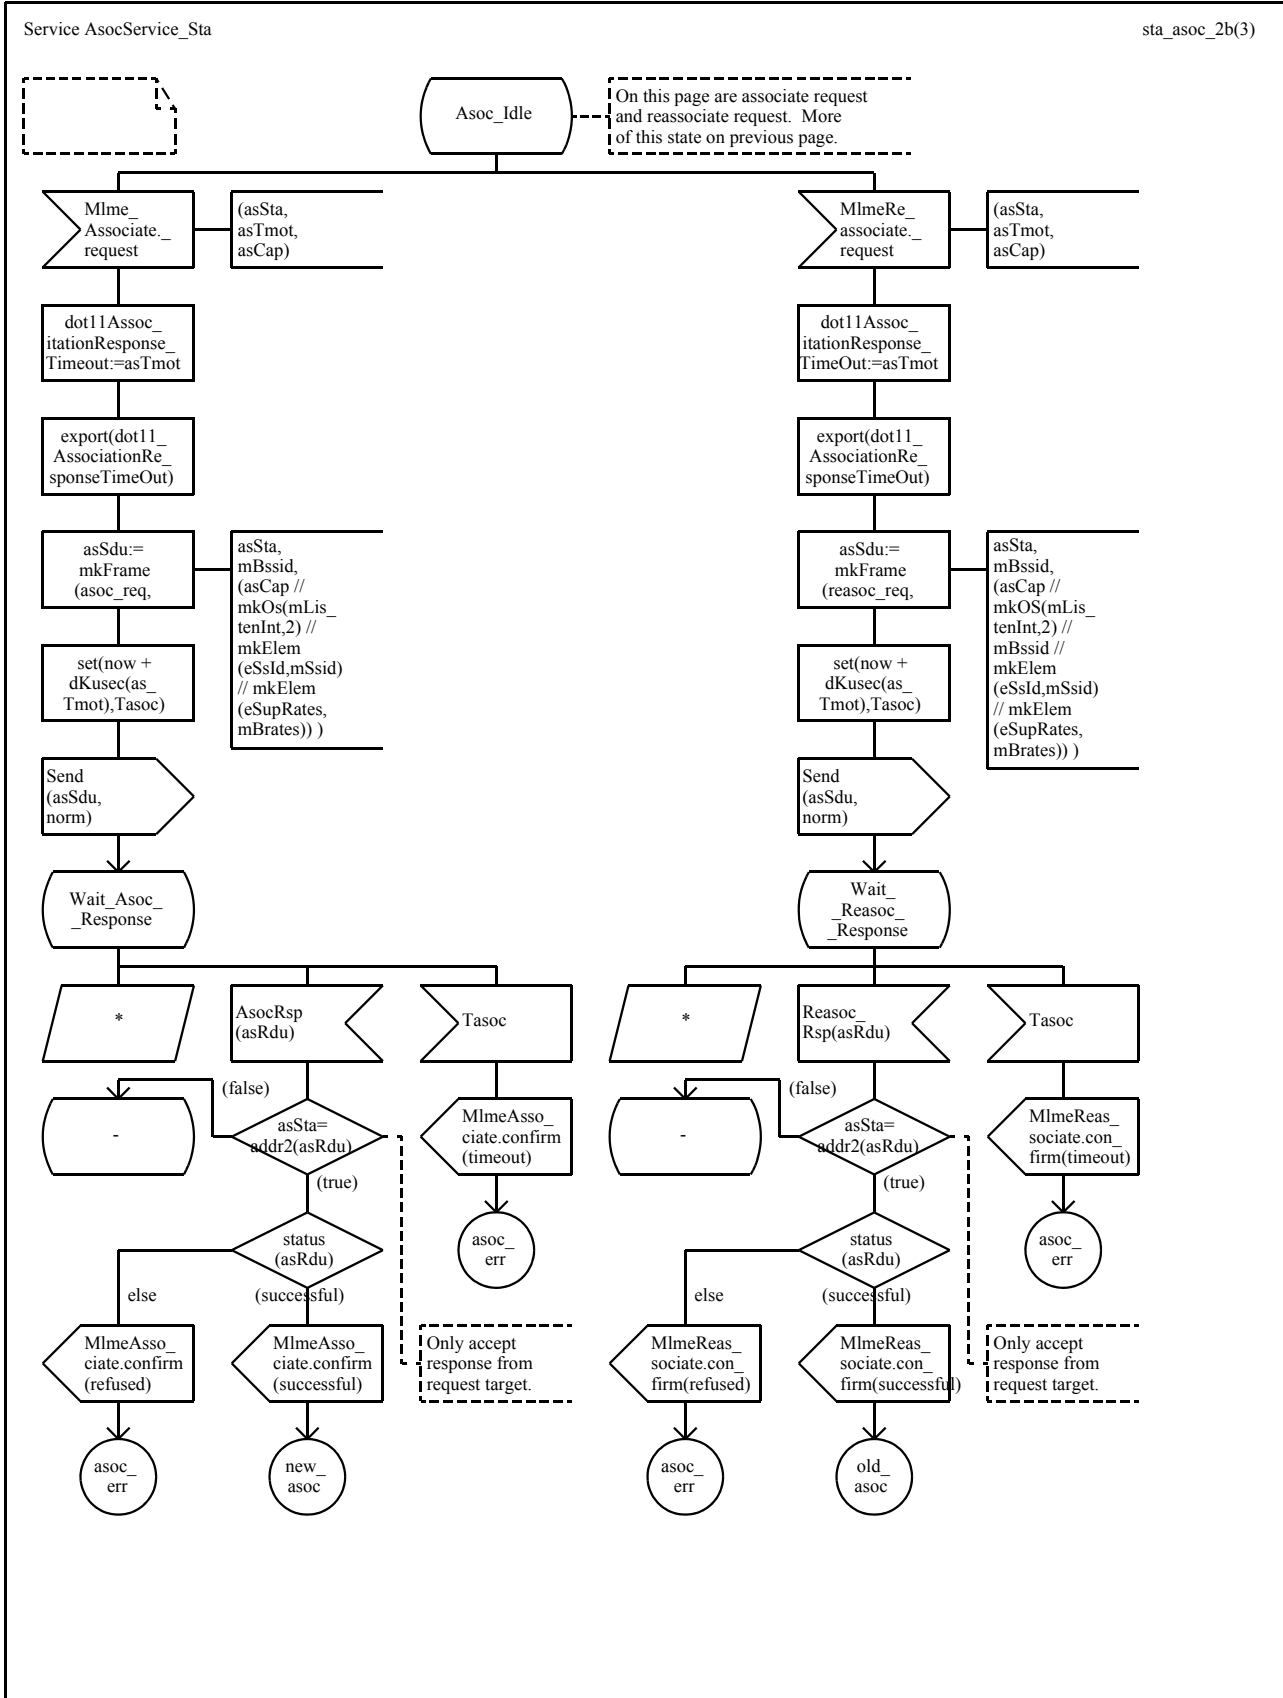 Service AsocService_Sta
sta_asoc_2b(3)
Asoc_Idle
On this page are associate request
and reassociate request.  More
of this state on previous page.
Mlme_
Associate._
request
(asSta,
asTmot,
asCap)
dot11Assoc_
itationResponse_
Timeout:=asTmot
export(dot11_
AssociationRe_
sponseTimeOut)
asSdu:=
mkFrame
(asoc_req,
asSta,
mBssid,
(asCap //
mkOs(mLis_
tenInt,2) //
mkElem
(eSsId,mSsid)
// mkElem
(eSupRates,
mBrates)) )
set(now +
dKusec(as_
Tmot),Tasoc)
Send
(asSdu,
norm)
Wait_Asoc_
_Response
*
AsocRsp
(asRdu)
Tasoc
-
(false)
asSta=
addr2(asRdu)
(true)
MlmeAsso_
ciate.confirm
(timeout)
asoc_
err
status
(asRdu)
else
(successful)
MlmeAsso_
ciate.confirm
(refused)
MlmeAsso_
ciate.confirm
(successful)
Only accept
response from
request target.
asoc_
err
new_
asoc
MlmeRe_
associate._
request
(asSta,
asTmot,
asCap)
dot11Assoc_
itationResponse_
TimeOut:=asTmot
export(dot11_
AssociationRe_
sponseTimeOut)
asSdu:=
mkFrame
(reasoc_req,
asSta,
mBssid,
(asCap //
mkOS(mLis_
tenInt,2) //
mBssid //
mkElem
(eSsId,mSsid)
// mkElem
(eSupRates,
mBrates)) )
set(now +
dKusec(as_
Tmot),Tasoc)
Send
(asSdu,
norm)
Wait_
_Reasoc_
_Response
*
Reasoc_
Rsp(asRdu)
Tasoc
-
(false)
asSta=
addr2(asRdu)
(true)
MlmeReas_
sociate.con_
firm(timeout)
asoc_
err
status
(asRdu)
else
(successful)
MlmeReas_
sociate.con_
firm(refused)
MlmeReas_
sociate.con_
firm(successful)
Only accept
response from
request target.
asoc_
err
old_
asoc